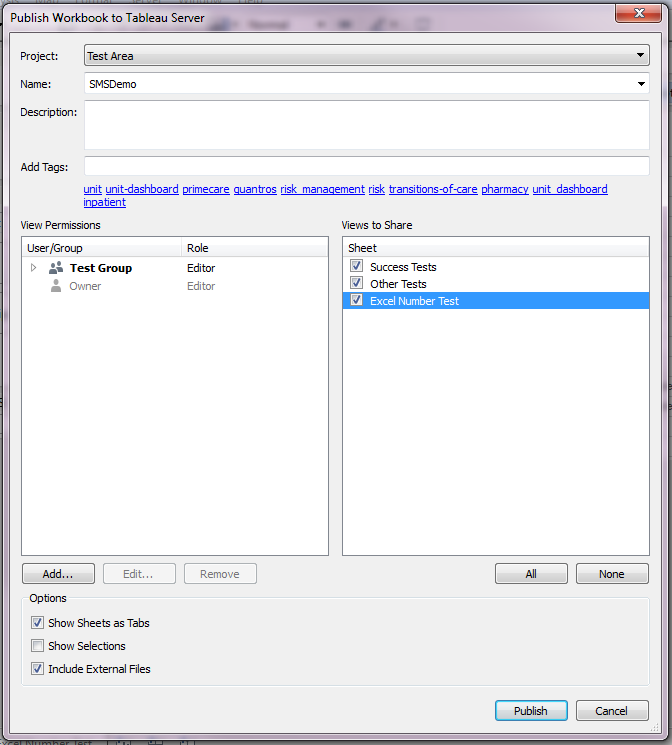 Publish Workbook to Tableau Server
Project: Test Area
Name: SMSDemo
Description:
Add Tags:
unit unit-dashboard primecare quantros risk_management risk transitions-of-care pharmacy unit_dashboard
inpatient
View Permissions
User/Group Role
Test Group Editor
Owner Editor
Views to Share
Sheet
Success Tests
Other Tests
Excel Number Test
Add... Edit... Remove
All None
Options
Show Sheets as Tabs
Show Selections
Include External Files
Publish Cancel